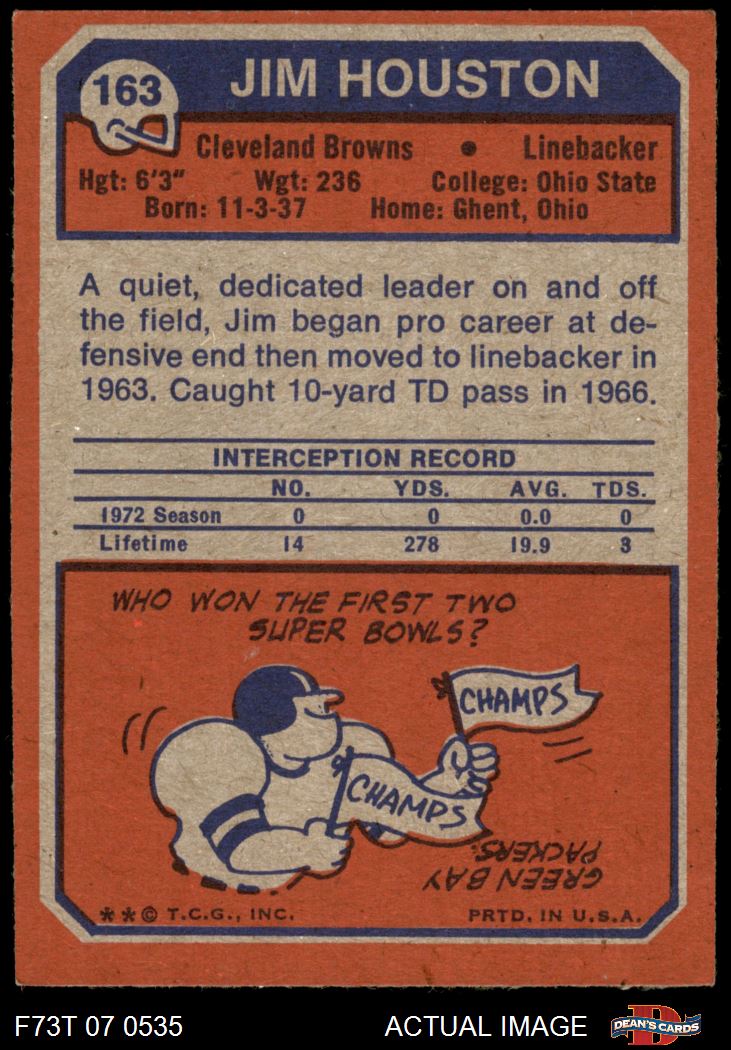 163
JIM HOUSTON
Cleveland Browns • Linebacker
Hgt: 6'3" Wgt: 236 College: Ohio State
Born: 11-3-37 Home: Ghent, Ohio
A quiet, dedicated leader on and off
the field, Jim began pro career at de-
fensive end then moved to linebacker in
1963. Caught 10-yard TD pass in 1966.
INTERCEPTION RECORD
NO. YDS. AVG. TDS.
1972 Season 0 0 0.0 0
Lifetime 14 278 19.9 3
WHO WON THE FIRST TWO
SUPER BOWLS?
CHAMPS
CHAMPS
GREEN BAY
PACKERS.
**© T.C.G., INC. PRTD. IN U.S.A.
F73T 07 0535 ACTUAL IMAGE D DEAN'S CARDS